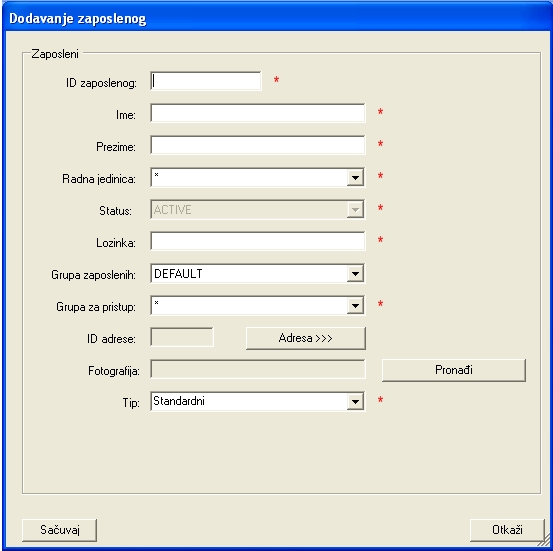 Dodavanje zaposlenog
Zaposleni
ID zaposlenog: *
Ime: *
Prezime: *
Radna jedinica: * *
Status: ACTIVE *
Lozinka: *
Grupa zaposlenih: DEFAULT
Grupa za pristup: * *
ID adrese: Adresa >>>
Fotografija: Pronađi
Tip: Standardni *
Sačuvaj Otkaži